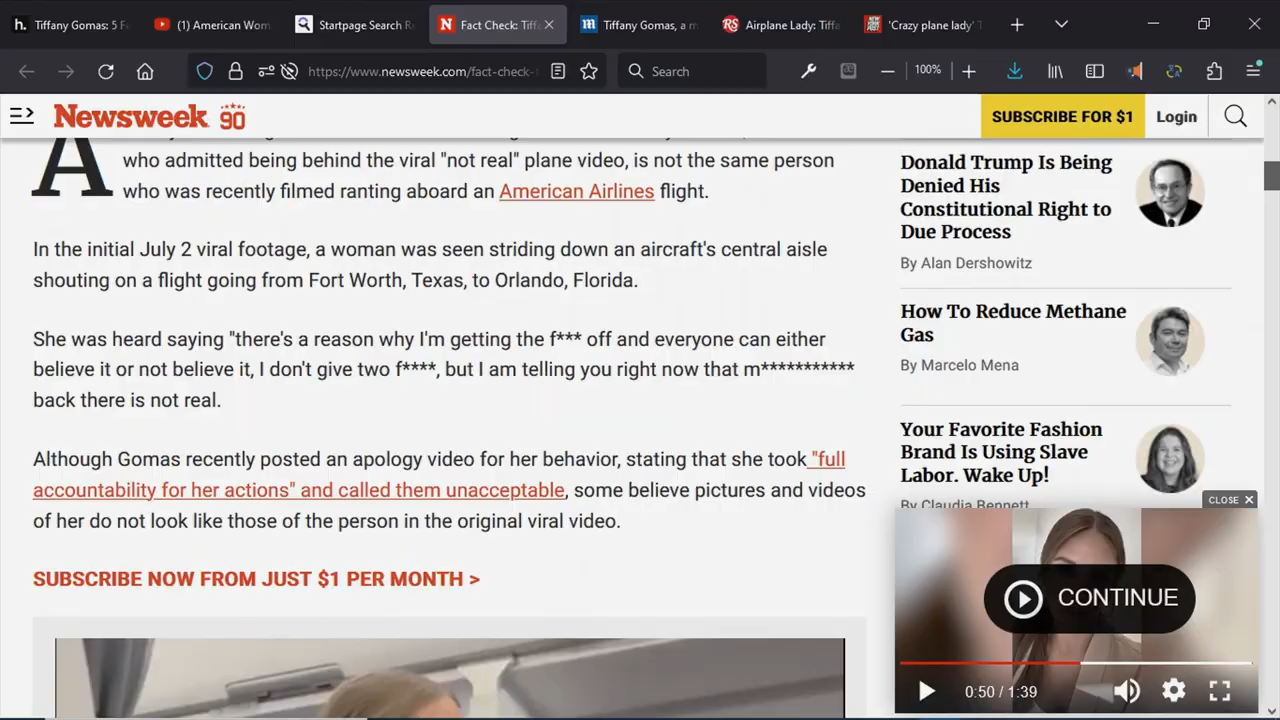 Tiffany Gomas: 5 F
(1) American Wom
Startpage Search R
Fact Check: Tiffa
Tiffany Gomas, a m
Airplane Lady: Tiffa
'Crazy plane lady' T
https://www.newsweek.com/fact-check-
Search
100%
Newsweek 90
SUBSCRIBE FOR $1
Login
A
who admitted being behind the viral "not real" plane video, is not the same person
who was recently filmed ranting aboard an American Airlines flight.
In the initial July 2 viral footage, a woman was seen striding down an aircraft's central aisle
shouting on a flight going from Fort Worth, Texas, to Orlando, Florida.
She was heard saying "there's a reason why I'm getting the f*** off and everyone can either
believe it or not believe it, I don't give two f****, but I am telling you right now that m***********
back there is not real.
Although Gomas recently posted an apology video for her behavior, stating that she took "full
accountability for her actions" and called them unacceptable, some believe pictures and videos
of her do not look like those of the person in the original viral video.
SUBSCRIBE NOW FROM JUST $1 PER MONTH >
Donald Trump Is Being
Denied His
Constitutional Right to
Due Process
By Alan Dershowitz
How To Reduce Methane
Gas
By Marcelo Mena
Your Favorite Fashion
Brand Is Using Slave
Labor. Wake Up!
By Claudia Bennett
CLOSE
CONTINUE
0:50 / 1:39